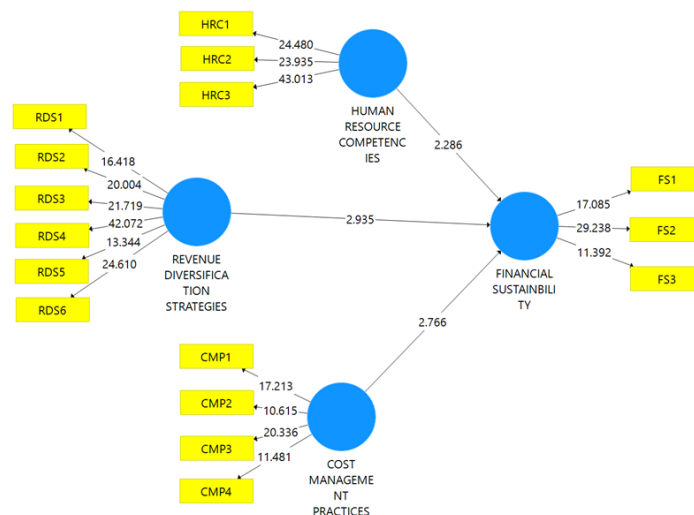 HRC1
24.480
HRC2
23.935
HRC3
43.013
HUMAN
RESOURCE
COMPETENC
IES
2.286
RDS1
16.418
RDS2
20.004
RDS3
21.719
RDS4
42.072
RDS5
13.344
RDS6
24.610
REVENUE
DIVERSIFICA
TION
STRATEGIES
2.935
FS1
17.085
FS2
29.238
FS3
11.392
FINANCIAL
SUSTAINBILI
TY
2.766
CMP1
17.213
CMP2
10.615
CMP3
20.336
CMP4
11.481
COST
MANAGEME
NT
PRACTICES